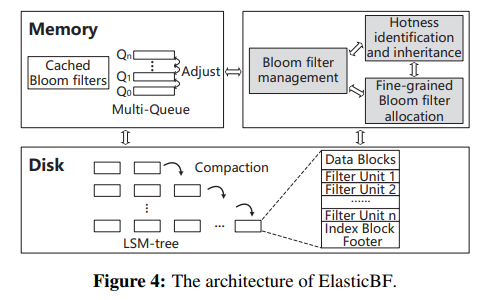 Memory
Cached
Bloom filters
Qn
⋮
Q1
Q0
Adjust
Multi-Queue
Bloom filter
management
Hotness
identification
and inheritance
Fine-grained
Bloom filter
allocation
Disk
Compaction
⋮
...
LSM-tree
Data Blocks
Filter Unit 1
Filter Unit 2
......
Filter Unit n
Index Block
Footer
Figure 4: The architecture of ElasticBF.